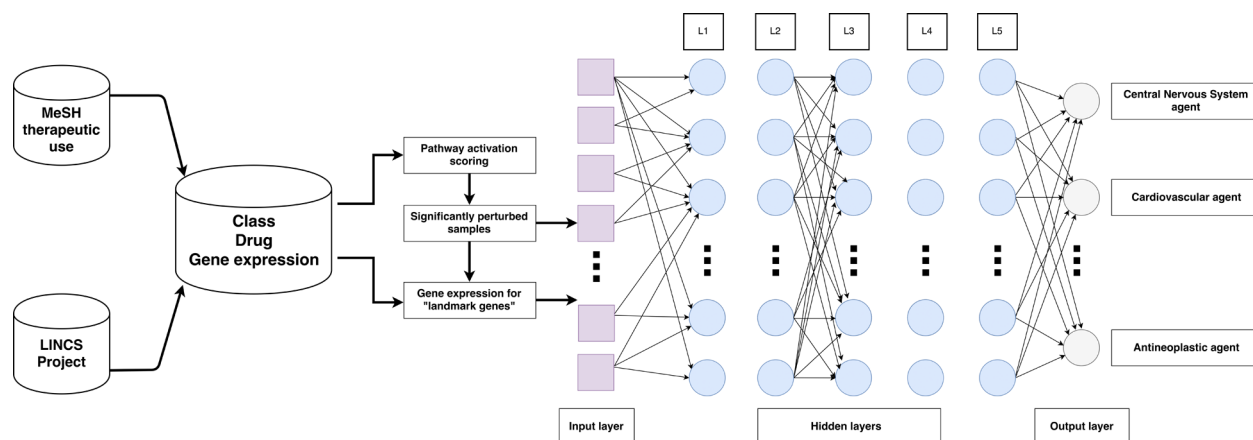 MeSH
therapeutic
use
LINCS
Project
Class
Drug
Gene expression
Pathway activation
scoring
Significantly perturbed
samples
Gene expression for
"landmark genes"
L1
L2
L3
L4
L5
Central Nervous System
agent
Cardiovascular agent
Antineoplastic agent
Input layer
Hidden layers
Output layer